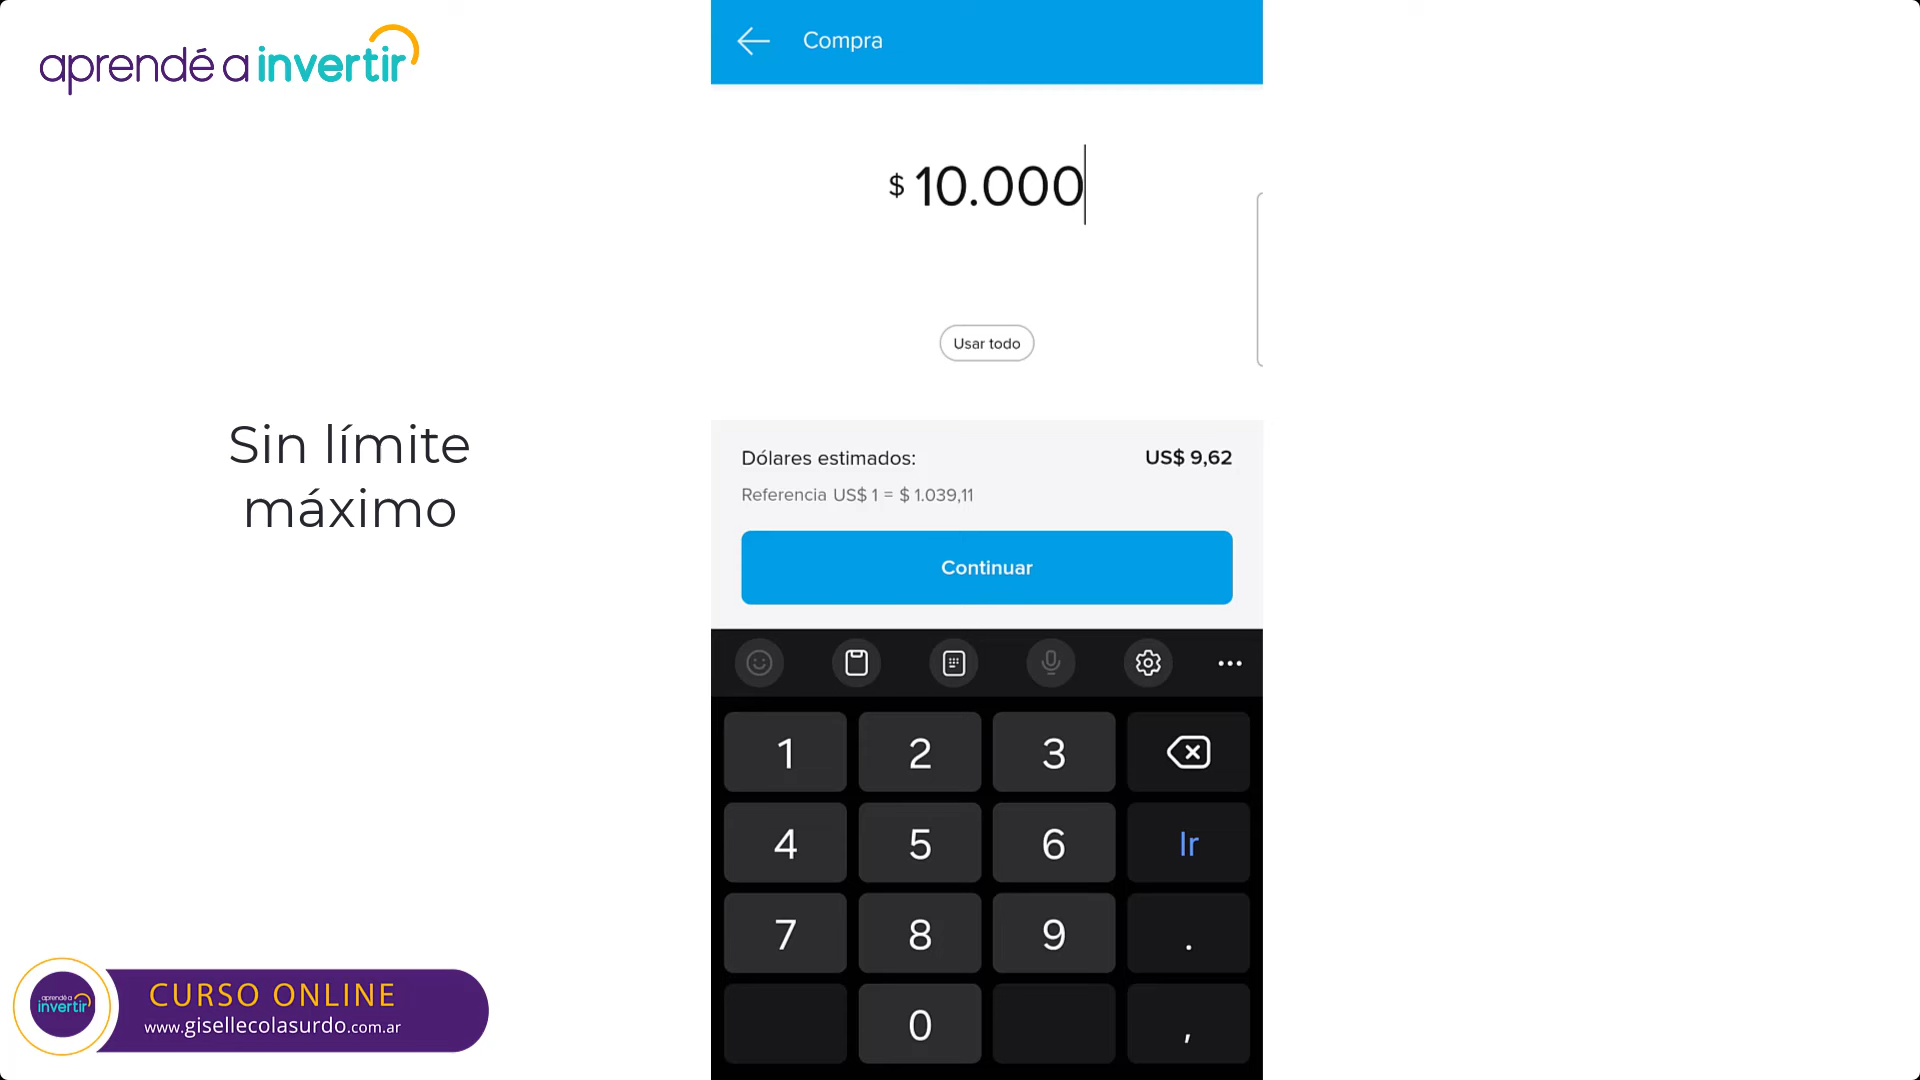 aprendé a invertir
Compra
$ 10.000
Usar todo
Sin límite
máximo
Dólares estimados: US$ 9,62
Referencia US$ 1 = $ 1.039,11
Continuar
1 2 3
4 5 6 Ir
7 8 9 .
0 ,
aprendé a
invertir
CURSO ONLINE
www.gisellecolasurdo.com.ar